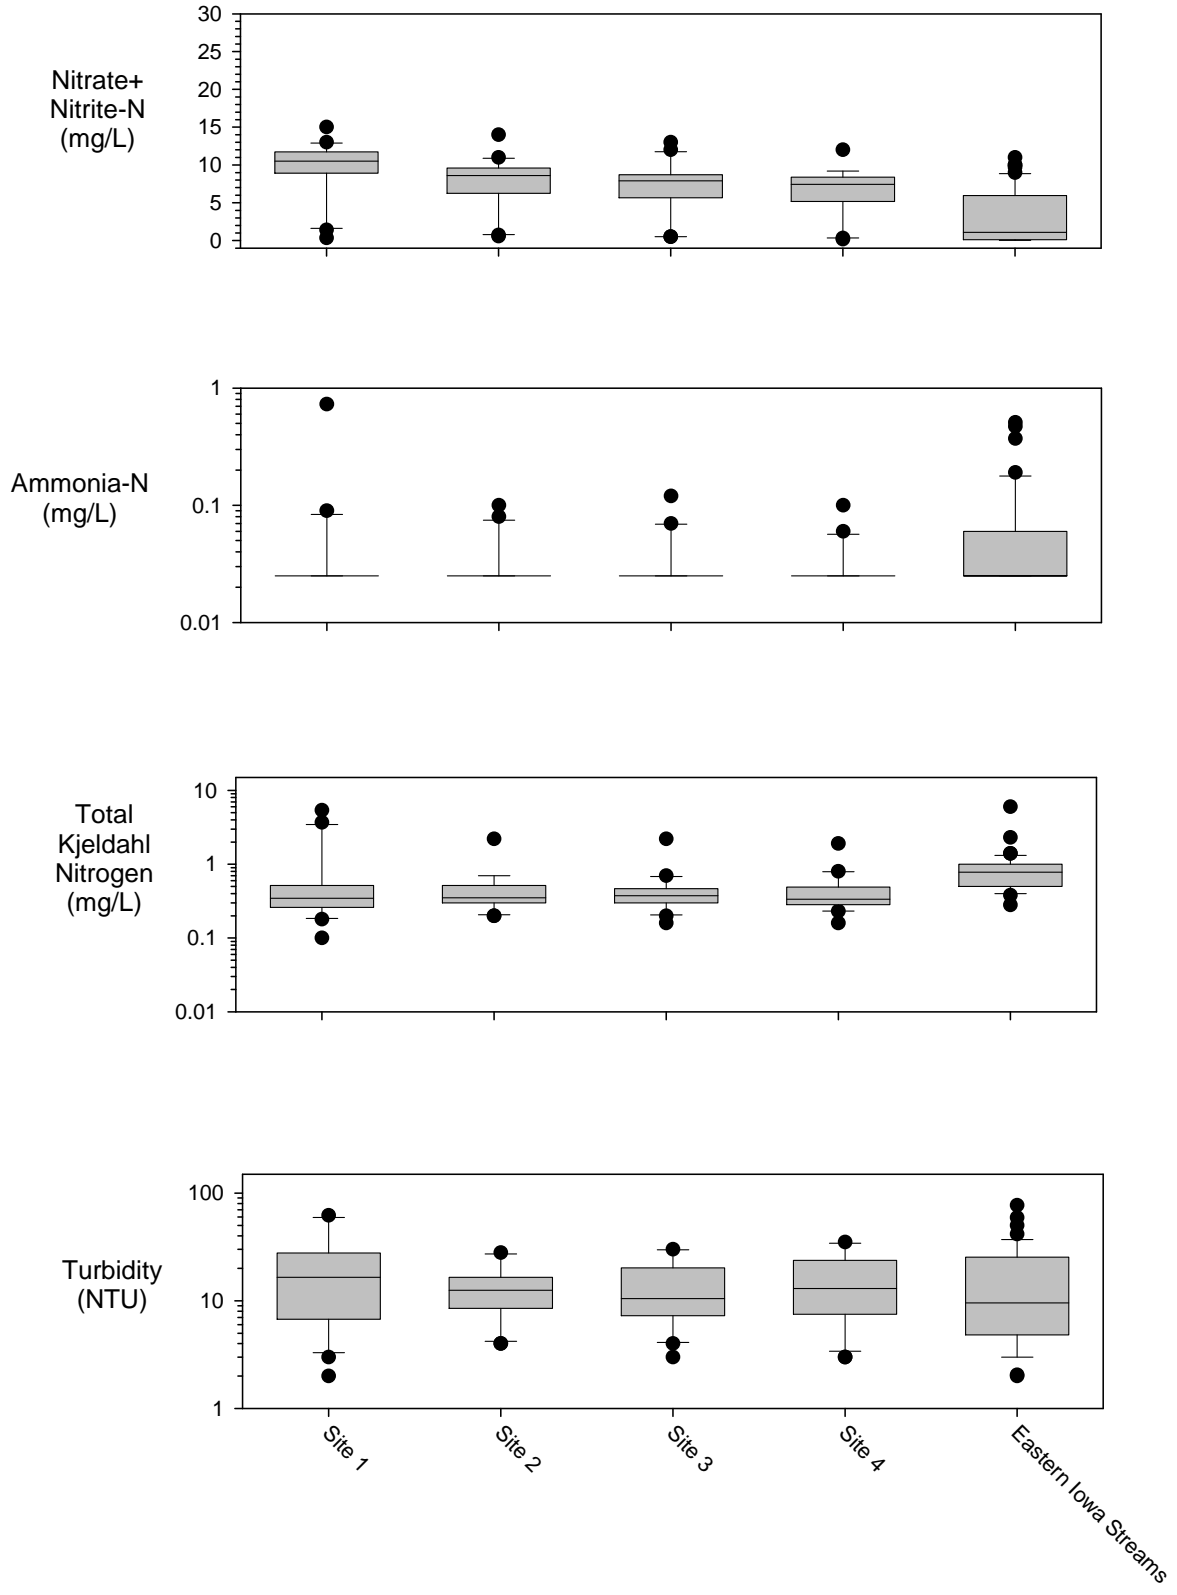 30
25
20
15
10
5
0
Nitrate+
Nitrite-N
(mg/L)
1
0.1
0.01
Ammonia-N
(mg/L)
10
1
0.1
0.01
Total
Kjeldahl
Nitrogen
(mg/L)
100
10
1
Turbidity
(NTU)
Site 1
Site 2
Site 3
Site 4
Eastern Iowa Streams